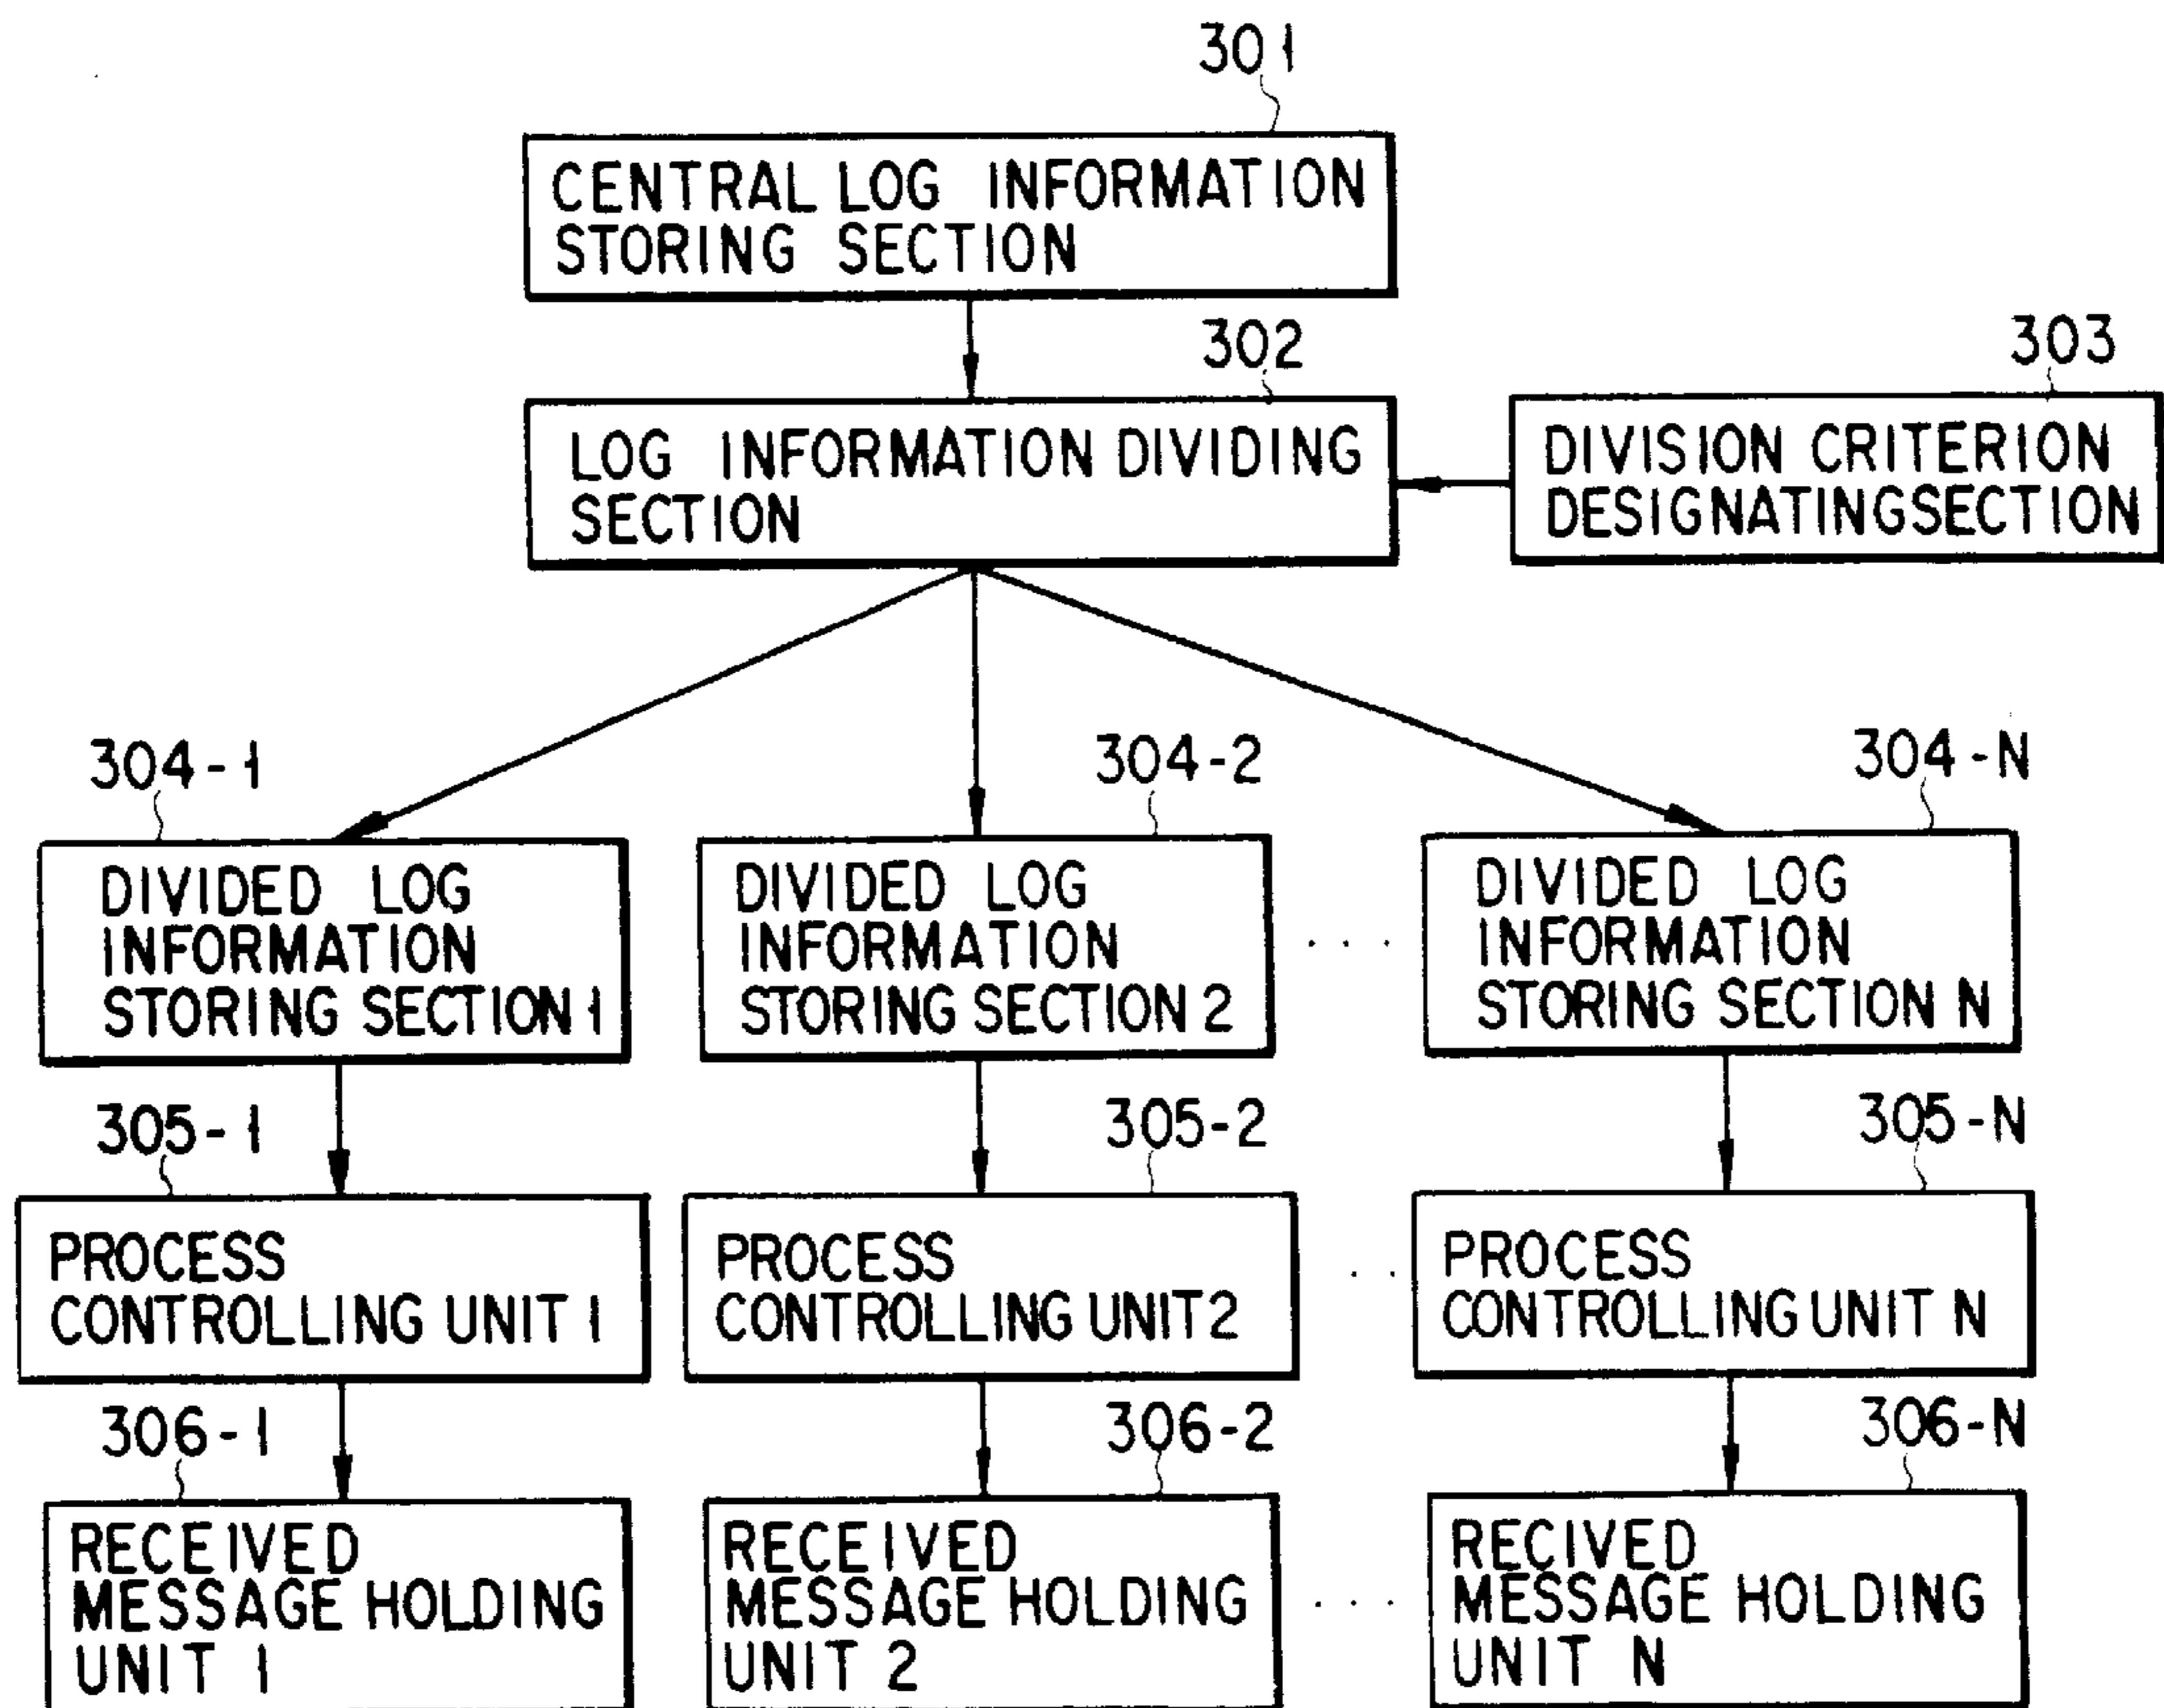 301
CENTRAL LOG INFORMATION
STORING SECTION
302
303
LOG INFORMATION DIVIDING
SECTION
DIVISION CRITERION
DESIGNATINGSECTION
304-1
304-2
304-N
DIVIDED LOG
INFORMATION
STORING SECTION 1
DIVIDED LOG
INFORMATION
STORING SECTION 2
. . .
DIVIDED LOG
INFORMATION
STORING SECTION N
305-1
305-2
305-N
PROCESS
CONTROLLING UNIT 1
PROCESS
CONTROLLING UNIT2
. . .
PROCESS
CONTROLLING UNIT N
306-1
306-2
306-N
RECEIVED
MESSAGE HOLDING
UNIT 1
RECEIVED
MESSAGE HOLDING
UNIT 2
. . .
RECIVED
MESSAGE HOLDING
UNIT N